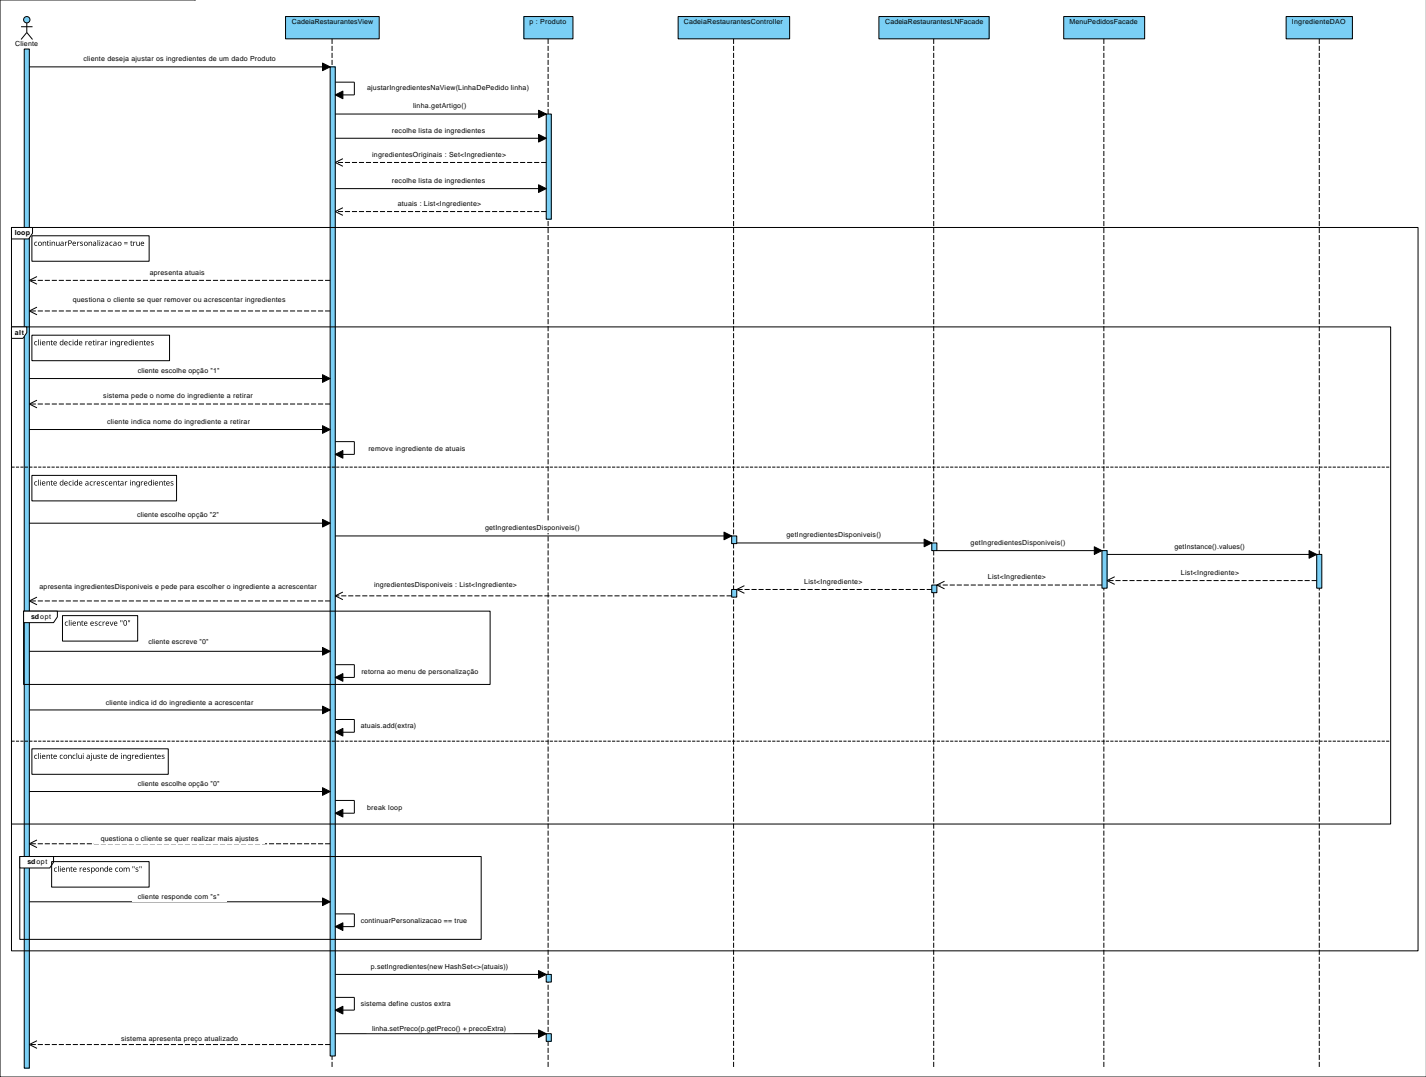 Cliente
CadeiaRestaurantesView
p : Produto
CadeiaRestaurantesController
CadeiaRestaurantesLNFacade
MenuPedidosFacade
IngredienteDAO
cliente deseja ajustar os ingredientes de um dado Produto
ajustarIngredientesNaView(LinhaDePedido linha)
linha.getArtigo()
recolhe lista de ingredientes
ingredientesOriginais : Set<Ingrediente>
recolhe lista de ingredientes
atuais : List<Ingrediente>
loop
continuarPersonalizacao = true
apresenta atuais
questiona o cliente se quer remover ou acrescentar ingredientes
alt
cliente decide retirar ingredientes
cliente escolhe opção "1"
sistema pede o nome do ingrediente a retirar
cliente indica nome do ingrediente a retirar
remove ingrediente de atuais
cliente decide acrescentar ingredientes
cliente escolhe opção "2"
getIngredientesDisponiveis()
getIngredientesDisponiveis()
getIngredientesDisponiveis()
getInstance().values()
List<Ingrediente>
List<Ingrediente>
List<Ingrediente>
ingredientesDisponiveis : List<Ingrediente>
apresenta ingredientesDisponiveis e pede para escolher o ingrediente a acrescentar
sd opt
cliente escreve "0"
cliente escreve "0"
retorna ao menu de personalização
cliente indica id do ingrediente a acrescentar
atuais.add(extra)
cliente conclui ajuste de ingredientes
cliente escolhe opção "0"
break loop
questiona o cliente se quer realizar mais ajustes
sd opt
cliente responde com "s"
cliente responde com "s"
continuarPersonalizacao == true
p.setIngredientes(new HashSet<>(atuais))
sistema define custos extra
linha.setPreco(p.getPreco() + precoExtra)
sistema apresenta preço atualizado